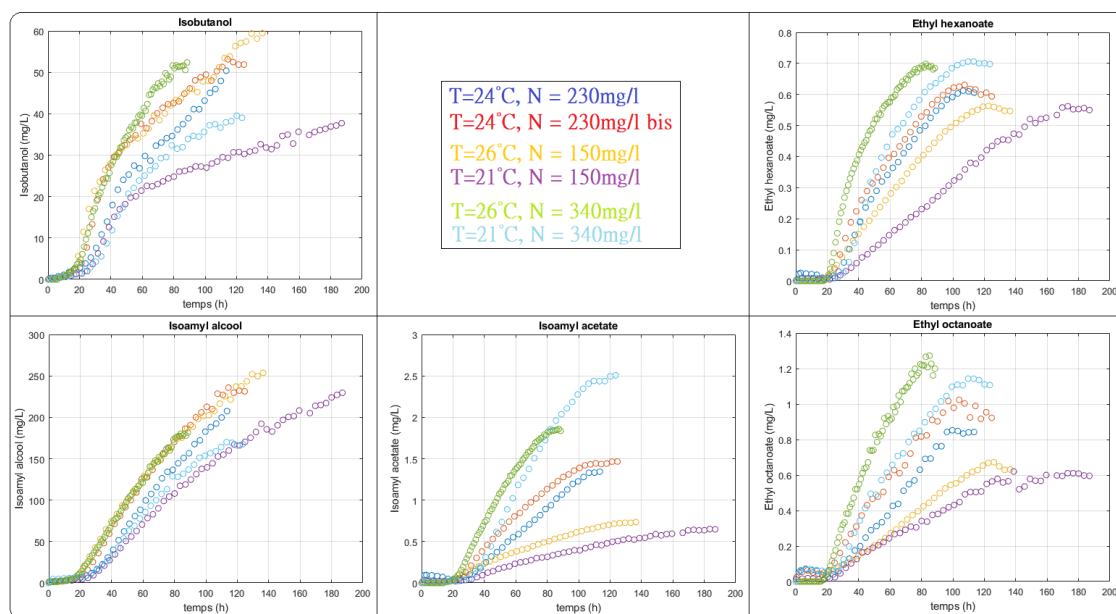 Isobutanol
60
50
40
30
20
10
0
Isobutanol (mg/L)
0 20 40 60 80 100 120 140 160 180 200
temps (h)
T=24°C, N = 230mg/l
T=24°C, N = 230mg/l bis
T=26°C, N = 150mg/l
T=21°C, N = 150mg/l
T=26°C, N = 340mg/l
T=21°C, N = 340mg/l
Ethyl hexanoate
0.8
0.7
0.6
0.5
0.4
0.3
0.2
0.1
0
Ethyl hexanoate (mg/L)
0 20 40 60 80 100 120 140 160 180 200
temps (h)
Isoamyl alcool
300
250
200
150
100
50
0
Isoamyl alcool (mg/L)
0 20 40 60 80 100 120 140 160 180 200
temps (h)
Isoamyl acetate
3
2.5
2
1.5
1
0.5
0
Isoamyl acetate (mg/L)
0 20 40 60 80 100 120 140 160 180 200
temps (h)
Ethyl octanoate
1.4
1.2
1
0.8
0.6
0.4
0.2
0
Ethyl octanoate (mg/L)
0 20 40 60 80 100 120 140 160 180 200
temps (h)